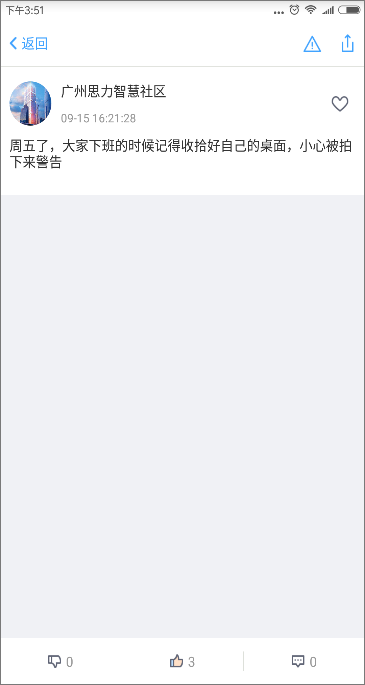 下午3:51
返回
广州思力智慧社区
09-15 16:21:28
周五了，大家下班的时候记得收拾好自己的桌面，小心被拍
下来警告
0
3
0